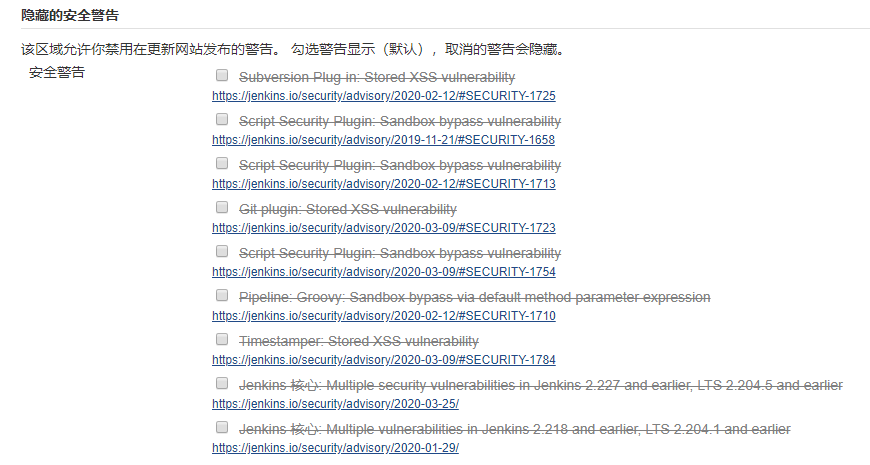 隐藏的安全警告
该区域允许你禁用在更新网站发布的警告。 勾选警告显示（默认），取消的警告会隐藏。
安全警告
Subversion Plug-in: Stored XSS vulnerability
https://jenkins.io/security/advisory/2020-02-12/#SECURITY-1725
Script Security Plugin: Sandbox bypass vulnerability
https://jenkins.io/security/advisory/2019-11-21/#SECURITY-1658
Script Security Plugin: Sandbox bypass vulnerability
https://jenkins.io/security/advisory/2020-02-12/#SECURITY-1713
Git plugin: Stored XSS vulnerability
https://jenkins.io/security/advisory/2020-03-09/#SECURITY-1723
Script Security Plugin: Sandbox bypass vulnerability
https://jenkins.io/security/advisory/2020-03-09/#SECURITY-1754
Pipeline: Groovy: Sandbox bypass via default method parameter expression
https://jenkins.io/security/advisory/2020-02-12/#SECURITY-1710
Timestamper: Stored XSS vulnerability
https://jenkins.io/security/advisory/2020-03-09/#SECURITY-1784
Jenkins 核心: Multiple security vulnerabilities in Jenkins 2.227 and earlier, LTS 2.204.5 and earlier
https://jenkins.io/security/advisory/2020-03-25/
Jenkins 核心: Multiple vulnerabilities in Jenkins 2.218 and earlier, LTS 2.204.1 and earlier
https://jenkins.io/security/advisory/2020-01-29/